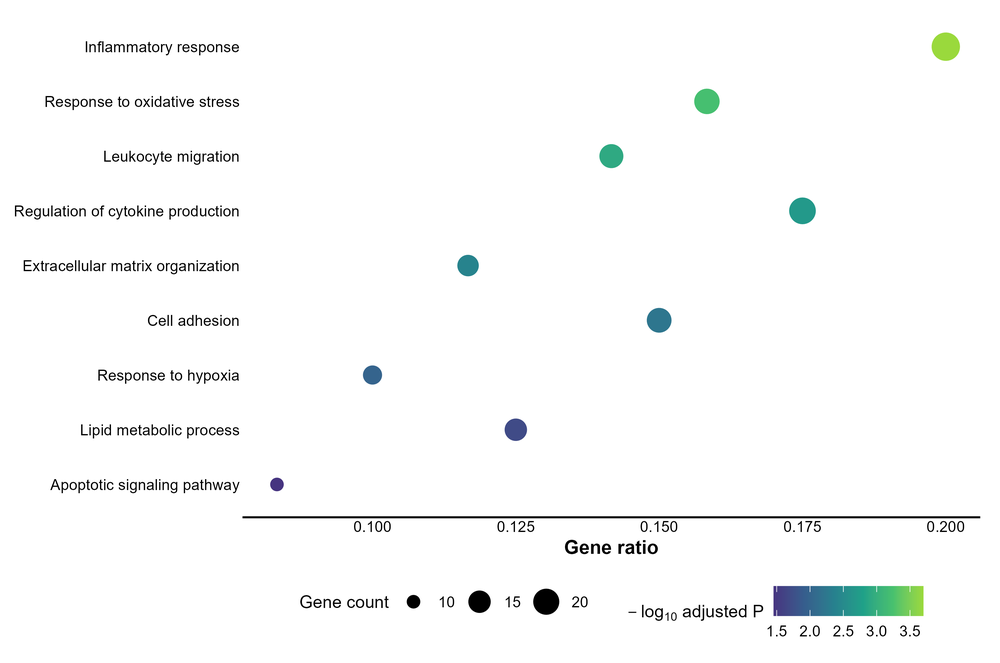 Inflammatory response
Response to oxidative stress
Leukocyte migration
Regulation of cytokine production
Extracellular matrix organization
Cell adhesion
Response to hypoxia
Lipid metabolic process
Apoptotic signaling pathway
0.100 0.125 0.150 0.175 0.200
Gene ratio
Gene count 10 15 20
− log₁₀ adjusted P
1.5 2.0 2.5 3.0 3.5